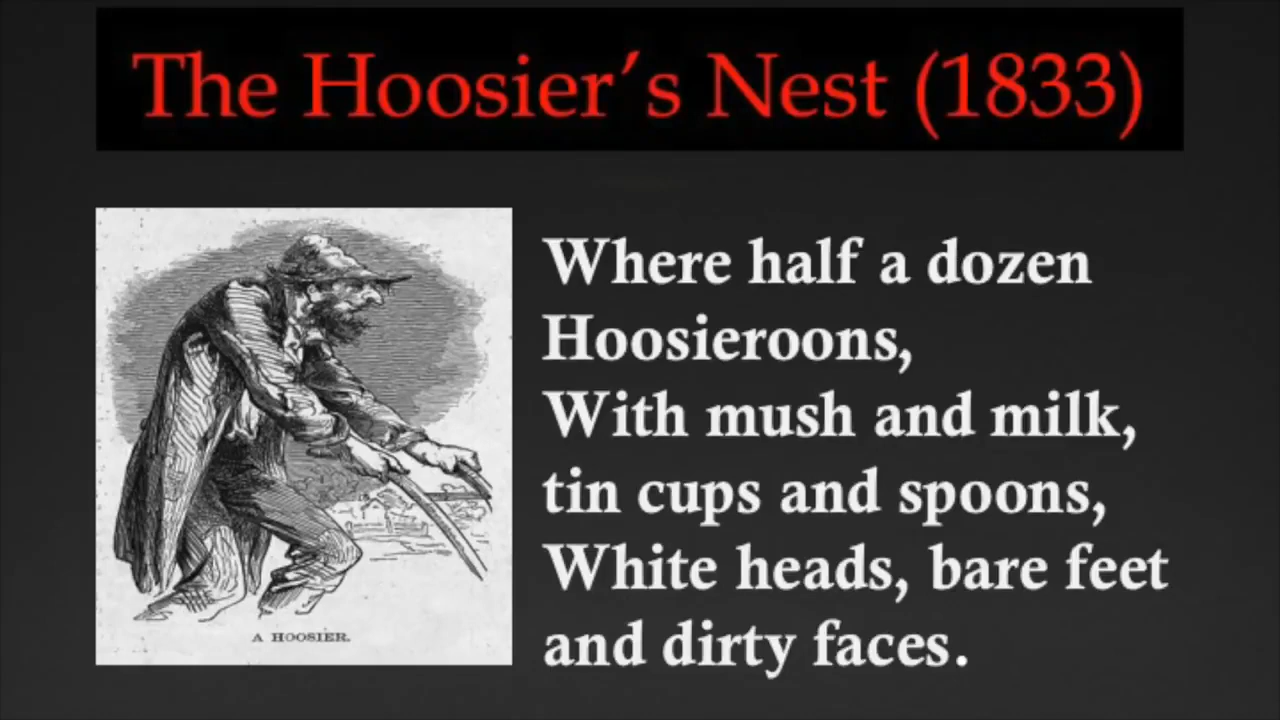 The Hoosier’s Nest (1833)
A HOOSIER.
Where half a dozen
Hoosieroons,
With mush and milk,
tin cups and spoons,
White heads, bare feet
and dirty faces.